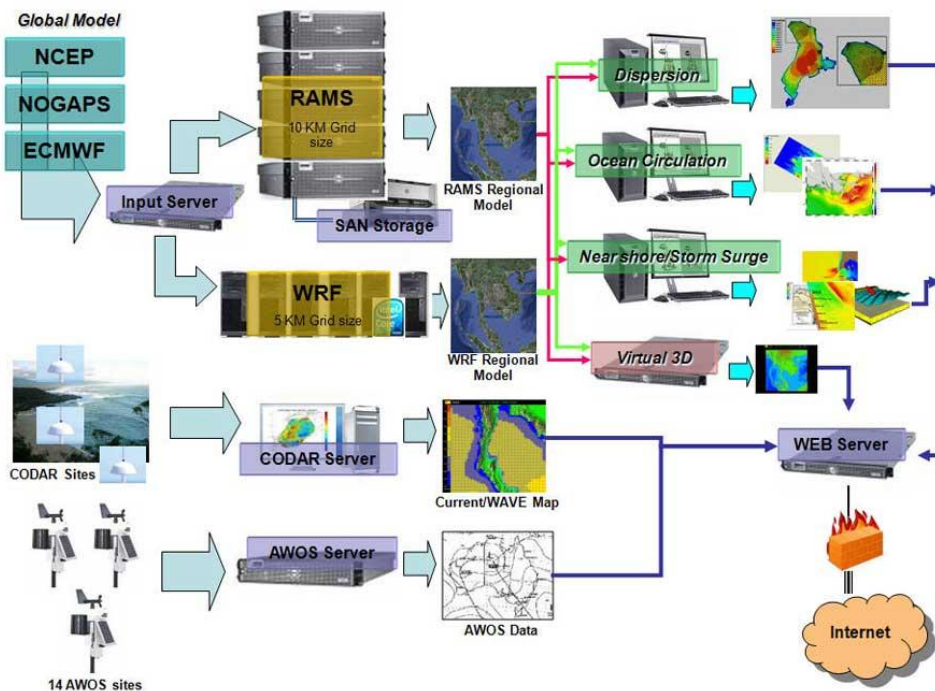 Global Model
NCEP
NOGAPS
ECMWF
Input Server
RAMS
10 KM Grid
size
SAN Storage
RAMS Regional
Model
WRF
5 KM Grid size
WRF Regional
Model
Dispersion
Ocean Circulation
Near shore/Storm Surge
Virtual 3D
CODAR Sites
CODAR Server
Current/WAVE Map
WEB Server
14 AWOS sites
AWOS Server
AWOS Data
Internet